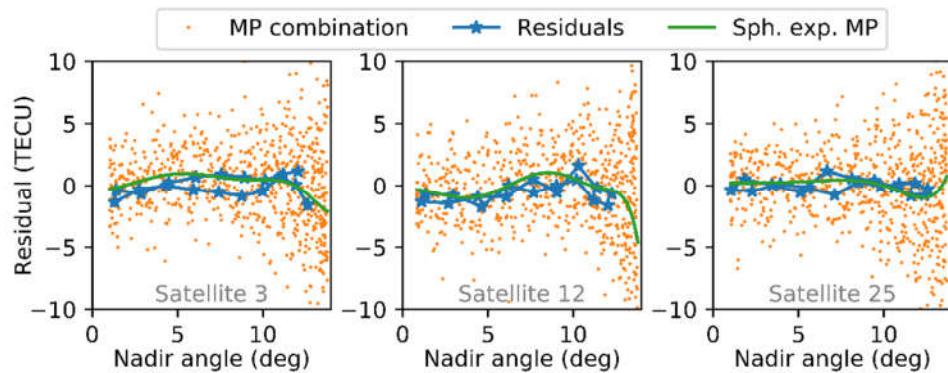 MP combination Residuals Sph. exp. MP
Residual (TECU)
10
5
0
−5
−10
Satellite 3
0 5 10
Nadir angle (deg)
10
5
0
−5
−10
Satellite 12
0 5 10
Nadir angle (deg)
10
5
0
−5
−10
Satellite 25
0 5 10
Nadir angle (deg)